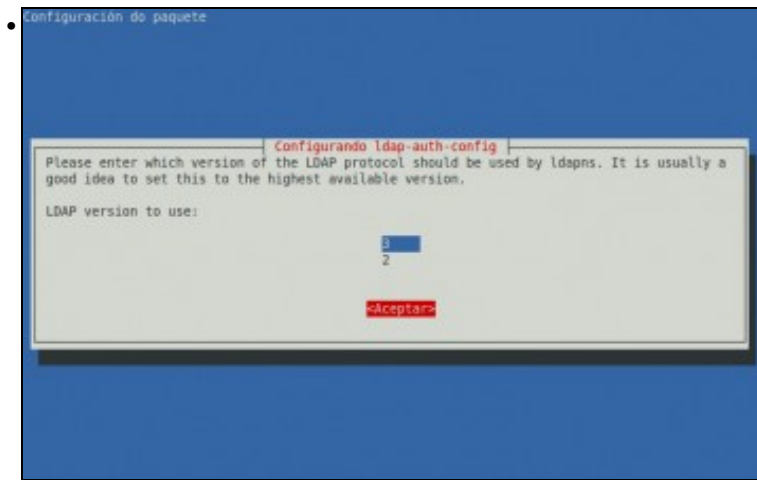 Configuración do paquete
Configurando ldap-auth-config
Please enter which version of the LDAP protocol should be used by ldapns. It is usually a
good idea to set this to the highest available version.
LDAP version to use:
3
2
<Aceptar>